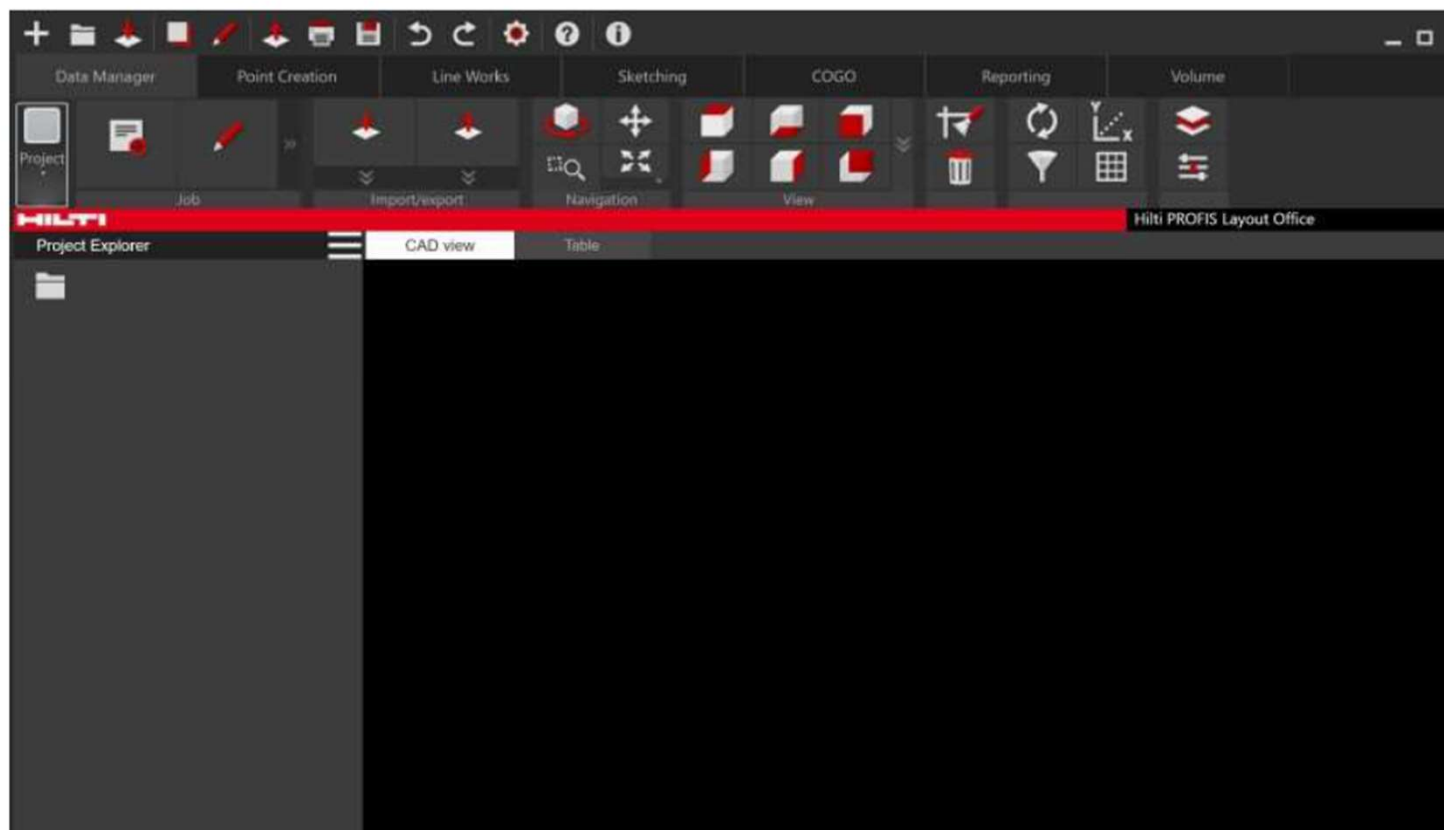 Data Manager Point Creation Line Works Sketching COGO Reporting Volume
Y
X
Project
Job Import/export Navigation View
HILTI Hilti PROFIS Layout Office
Project Explorer CAD view Table